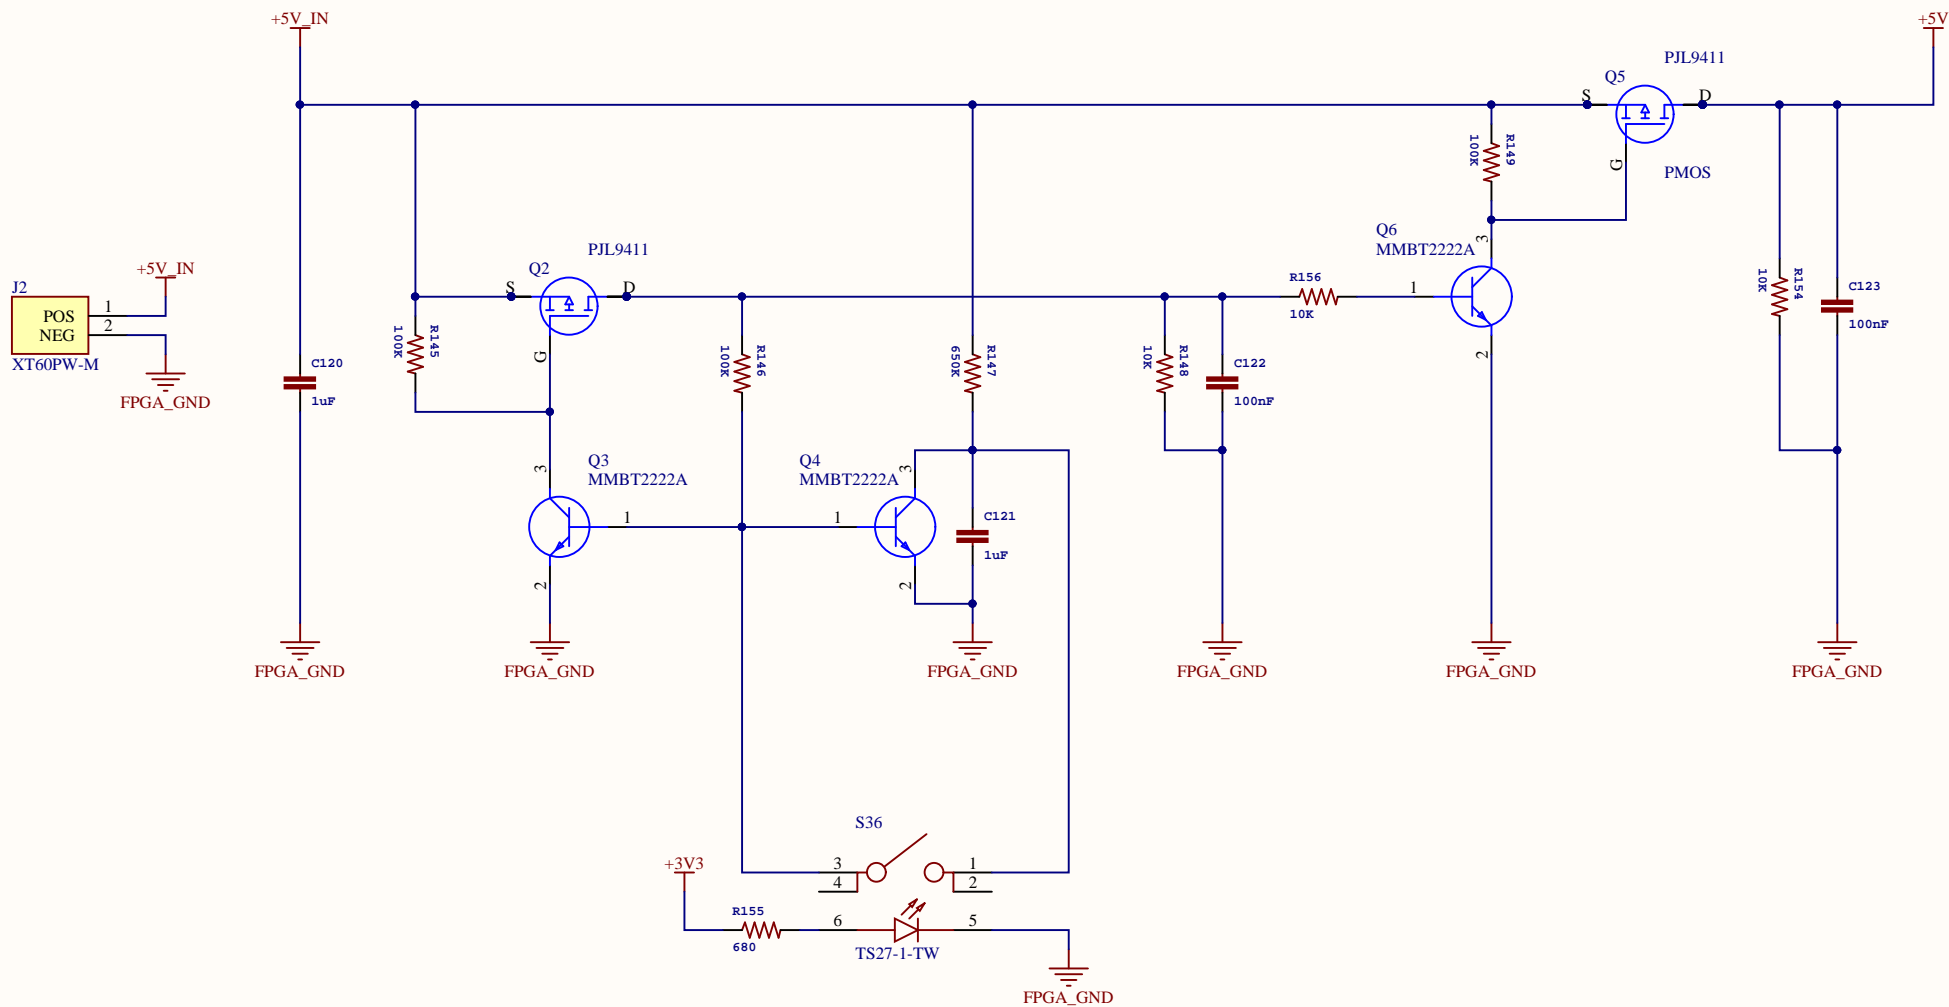 +5V_IN
+5V
PJL9411
Q5
S
D
R149
100K
G
PMOS
Q6
MMBT2222A
3
PJL9411
Q2
S
D
+5V_IN
J2
POS
NEG
1
2
XT60PW-M
FPGA_GND
R156
10K
1
R154
10K
C123
100nF
R145
100K
G
C120
1uF
R146
100K
R147
650K
R148
10K
C122
100nF
2
Q3
MMBT2222A
3
Q4
MMBT2222A
3
1
1
C121
1uF
2
2
FPGA_GND
FPGA_GND
FPGA_GND
FPGA_GND
FPGA_GND
FPGA_GND
S36
+3V3
3
4
1
2
R155
680
6
5
TS27-1-TW
FPGA_GND